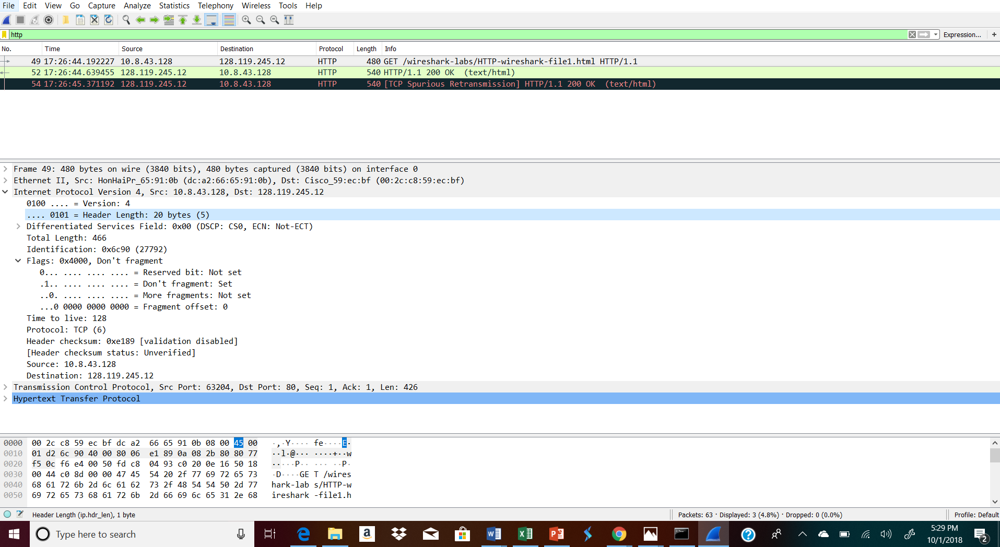 File Edit View Go Capture Analyze Statistics Telephony Wireless Tools Help
http
Expression... +
No. Time Source Destination Protocol Length Info
49 17:26:44.192227 10.8.43.128 128.119.245.12 HTTP 480 GET /wireshark-labs/HTTP-wireshark-file1.html HTTP/1.1
52 17:26:44.639455 128.119.245.12 10.8.43.128 HTTP 540 HTTP/1.1 200 OK (text/html)
54 17:26:45.371192 128.119.245.12 10.8.43.128 HTTP 540 [TCP Spurious Retransmission] HTTP/1.1 200 OK (text/html)
Frame 49: 480 bytes on wire (3840 bits), 480 bytes captured (3840 bits) on interface 0
Ethernet II, Src: HonHaiPr_65:91:0b (dc:a2:66:65:91:0b), Dst: Cisco_59:ec:bf (00:2c:c8:59:ec:bf)
Internet Protocol Version 4, Src: 10.8.43.128, Dst: 128.119.245.12
0100 .... = Version: 4
.... 0101 = Header Length: 20 bytes (5)
Differentiated Services Field: 0x00 (DSCP: CS0, ECN: Not-ECT)
Total Length: 466
Identification: 0x6c90 (27792)
Flags: 0x4000, Don't fragment
0... .... .... .... = Reserved bit: Not set
.1.. .... .... .... = Don't fragment: Set
..0. .... .... .... = More fragments: Not set
...0 0000 0000 0000 = Fragment offset: 0
Time to live: 128
Protocol: TCP (6)
Header checksum: 0xe189 [validation disabled]
[Header checksum status: Unverified]
Source: 10.8.43.128
Destination: 128.119.245.12
Transmission Control Protocol, Src Port: 63204, Dst Port: 80, Seq: 1, Ack: 1, Len: 426
Hypertext Transfer Protocol
0000 00 2c c8 59 ec bf dc a2 66 65 91 0b 08 00 45 00 ·,·Y···· fe····E·
0010 01 d2 6c 90 40 00 80 06 e1 89 0a 08 2b 80 80 77 ··l·@··· ····+··w
0020 f5 0c f6 e4 00 50 fd c8 04 93 c0 20 0e 16 50 18 ·····P·· ··· ··P·
0030 00 44 c0 8d 00 00 47 45 54 20 2f 77 69 72 65 73 ·D····GE T /wires
0040 68 61 72 6b 2d 6c 61 62 73 2f 48 54 54 50 2d 77 hark-lab s/HTTP-w
0050 69 72 65 73 68 61 72 6b 2d 66 69 6c 65 31 2e 68 ireshark -file1.h
Header Length (ip.hdr_len), 1 byte Packets: 63 · Displayed: 3 (4.8%) · Dropped: 0 (0.0%) Profile: Default
Type here to search
5:29 PM
10/1/2018
2